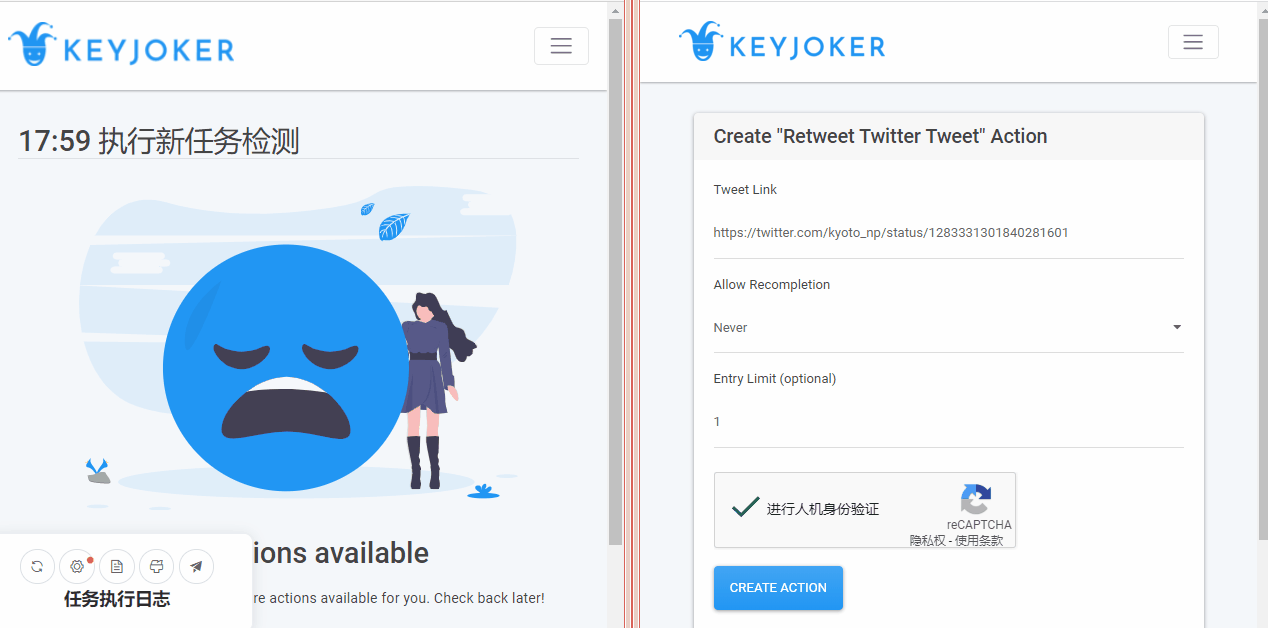 KEYJOKER
17:59 执行新任务检测
ions available
re actions available for you. Check back later!
任务执行日志
KEYJOKER
Create "Retweet Twitter Tweet" Action
Tweet Link
https://twitter.com/kyoto_np/status/1283331301840281601
Allow Recompletion
Never
Entry Limit (optional)
1
进行人机身份验证
reCAPTCHA
隐私权 - 使用条款
CREATE ACTION